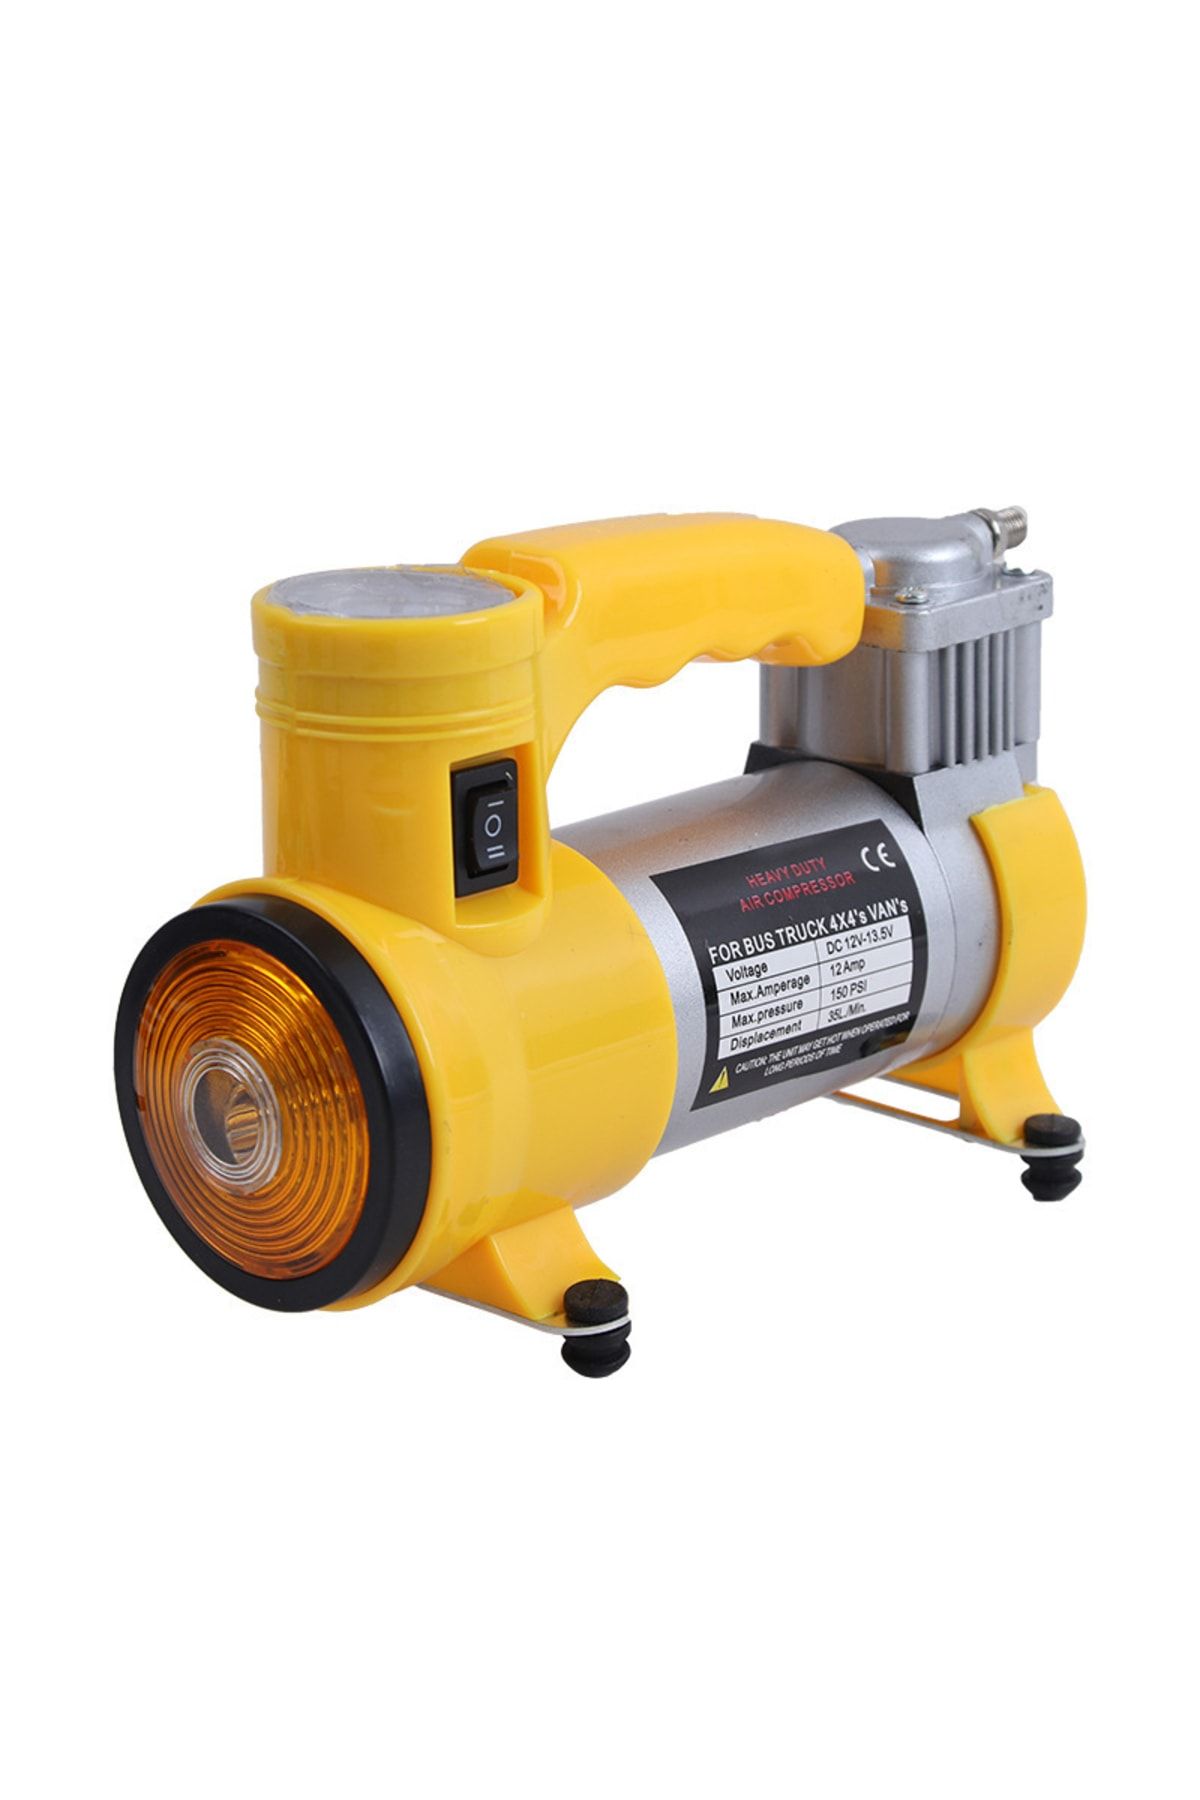 HEAVY DUTY
AIR COMPRESSOR CE
FOR BUS TRUCK 4X4's VAN's
Voltage DC 12V-13.5V
Max.Amperage 12 Amp
Max.pressure 150 PSI
Displacement 35L./Min.
CAUTION: THE UNIT MAY GET HOT WHEN OPERATED FOR
LONG PERIODS OF TIME